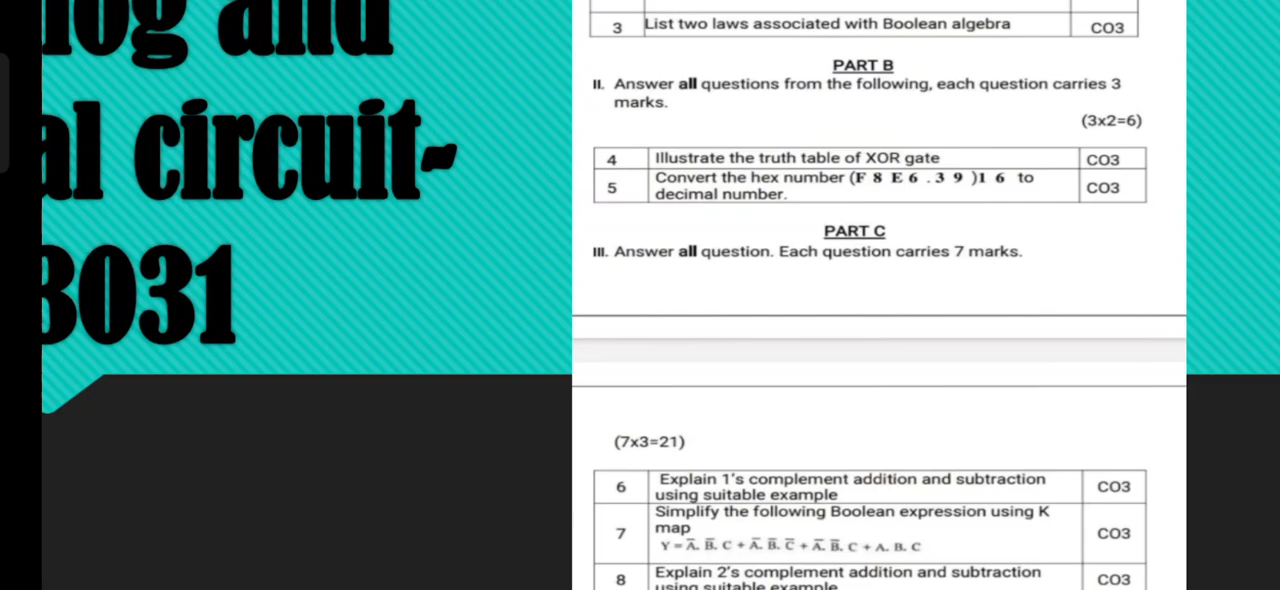 and
circuit-
3031
3 List two laws associated with Boolean algebra CO3
PART B
II. Answer all questions from the following, each question carries 3
marks.
(3x2=6)
4 Illustrate the truth table of XOR gate CO3
5 Convert the hex number (F 8 E 6 . 3 9 )1 6 to CO3
decimal number.
PART C
III. Answer all question. Each question carries 7 marks.
(7x3=21)
6 Explain 1's complement addition and subtraction CO3
using suitable example
7 Simplify the following Boolean expression using K CO3
map
Y = A̅. B̅. C + A̅. B̅. C̅ + A̅. B̅. C + A. B. C
8 Explain 2's complement addition and subtraction CO3
using suitable example